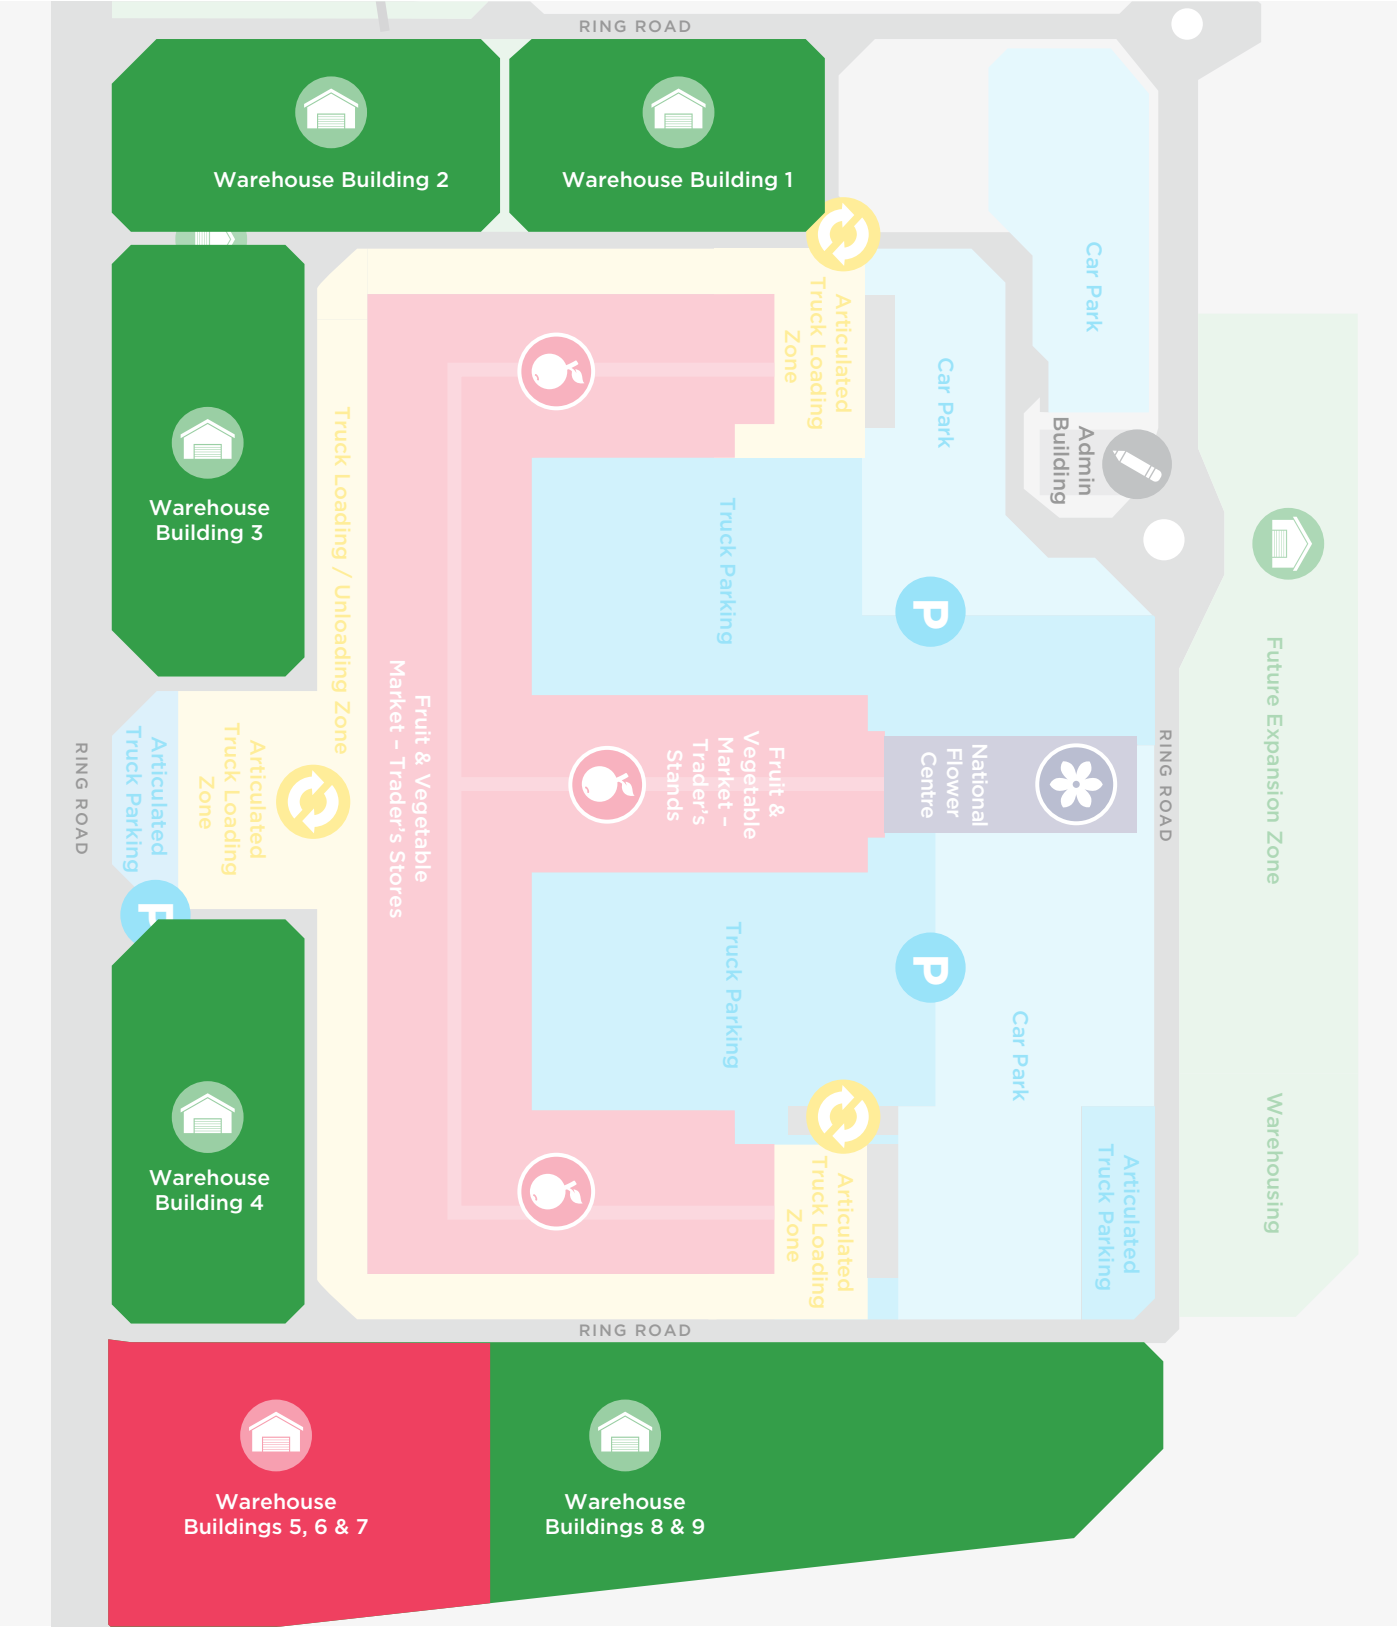 RING ROAD
Warehouse Building 2
Warehouse Building 1
Car Park
Articulated
Truck Loading
Zone
Car Park
Admin
Building
Warehouse
Building 3
Truck Loading / Unloading Zone
Truck Parking
P
Future Expansion Zone
Warehousing
Fruit & Vegetable
Market – Trader's Stores
Fruit &
Vegetable
Market –
Trader's
Stands
National
Flower
Centre
RING ROAD
RING ROAD
Articulated
Truck Parking
Articulated
Truck Loading
Zone
P
Truck Parking
P
Car Park
Warehouse
Building 4
Articulated
Truck Loading
Zone
Articulated
Truck Parking
RING ROAD
Warehouse
Buildings 5, 6 & 7
Warehouse
Buildings 8 & 9